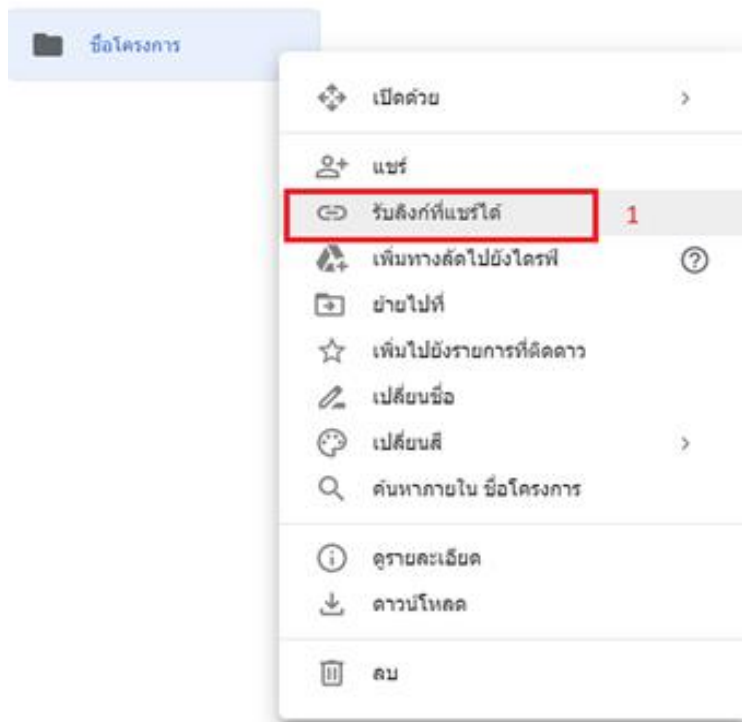 ชื่อโครงการ
เปิดด้วย
แชร์
รับลิงก์ที่แชร์ได้ 1
เพิ่มทางลัดไปยังไดรฟ์
ย้ายไปที่
เพิ่มไปยังรายการที่ติดดาว
เปลี่ยนชื่อ
เปลี่ยนสี
ค้นหาภายใน ชื่อโครงการ
ดูรายละเอียด
ดาวน์โหลด
ลบ